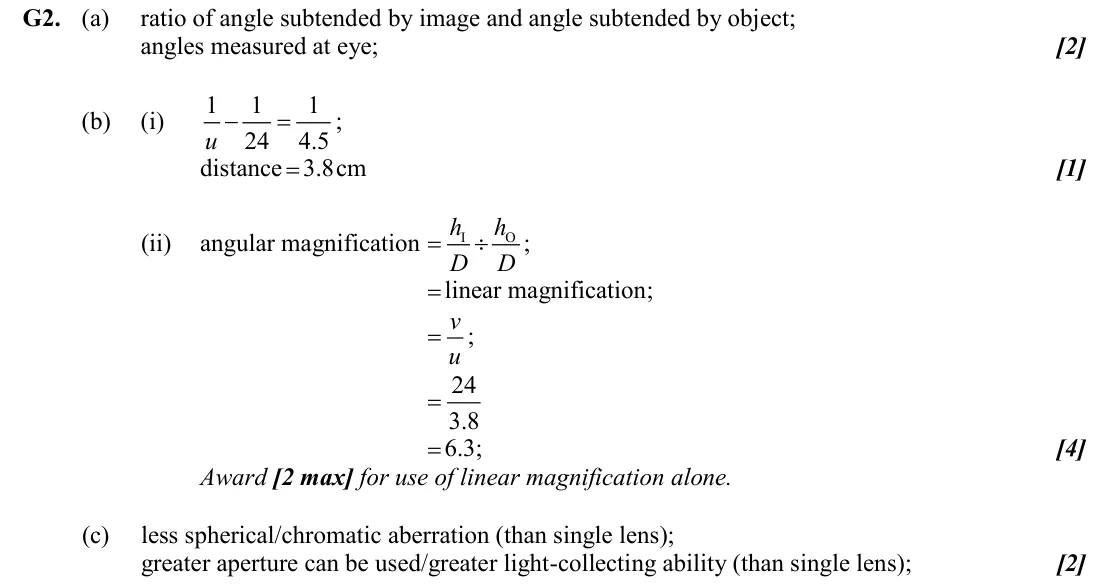 G2. (a) ratio of angle subtended by image and angle subtended by object;
angles measured at eye; [2]
(b) (i) 1/u − 1/24 = 1/4.5;
distance = 3.8cm [1]
(ii) angular magnification = h_I/D ÷ h_O/D;
= linear magnification;
= v/u;
= 24/3.8
= 6.3; [4]
Award [2 max] for use of linear magnification alone.
(c) less spherical/chromatic aberration (than single lens);
greater aperture can be used/greater light-collecting ability (than single lens); [2]